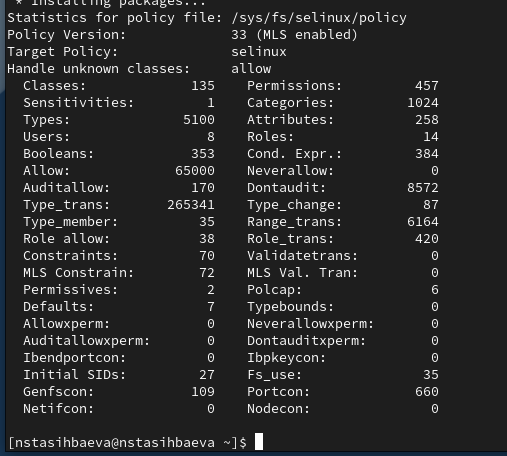 * Installing packages...
Statistics for policy file: /sys/fs/selinux/policy
Policy Version: 33 (MLS enabled)
Target Policy: selinux
Handle unknown classes: allow
Classes: 135 Permissions: 457
Sensitivities: 1 Categories: 1024
Types: 5100 Attributes: 258
Users: 8 Roles: 14
Booleans: 353 Cond. Expr.: 384
Allow: 65000 Neverallow: 0
Auditallow: 170 Dontaudit: 8572
Type_trans: 265341 Type_change: 87
Type_member: 35 Range_trans: 6164
Role allow: 38 Role_trans: 420
Constraints: 70 Validatetrans: 0
MLS Constrain: 72 MLS Val. Tran: 0
Permissives: 2 Polcap: 6
Defaults: 7 Typebounds: 0
Allowxperm: 0 Neverallowxperm: 0
Auditallowxperm: 0 Dontauditxperm: 0
Ibendportcon: 0 Ibpkeycon: 0
Initial SIDs: 27 Fs_use: 35
Genfscon: 109 Portcon: 660
Netifcon: 0 Nodecon: 0
[nstasihbaeva@nstasihbaeva ~]$